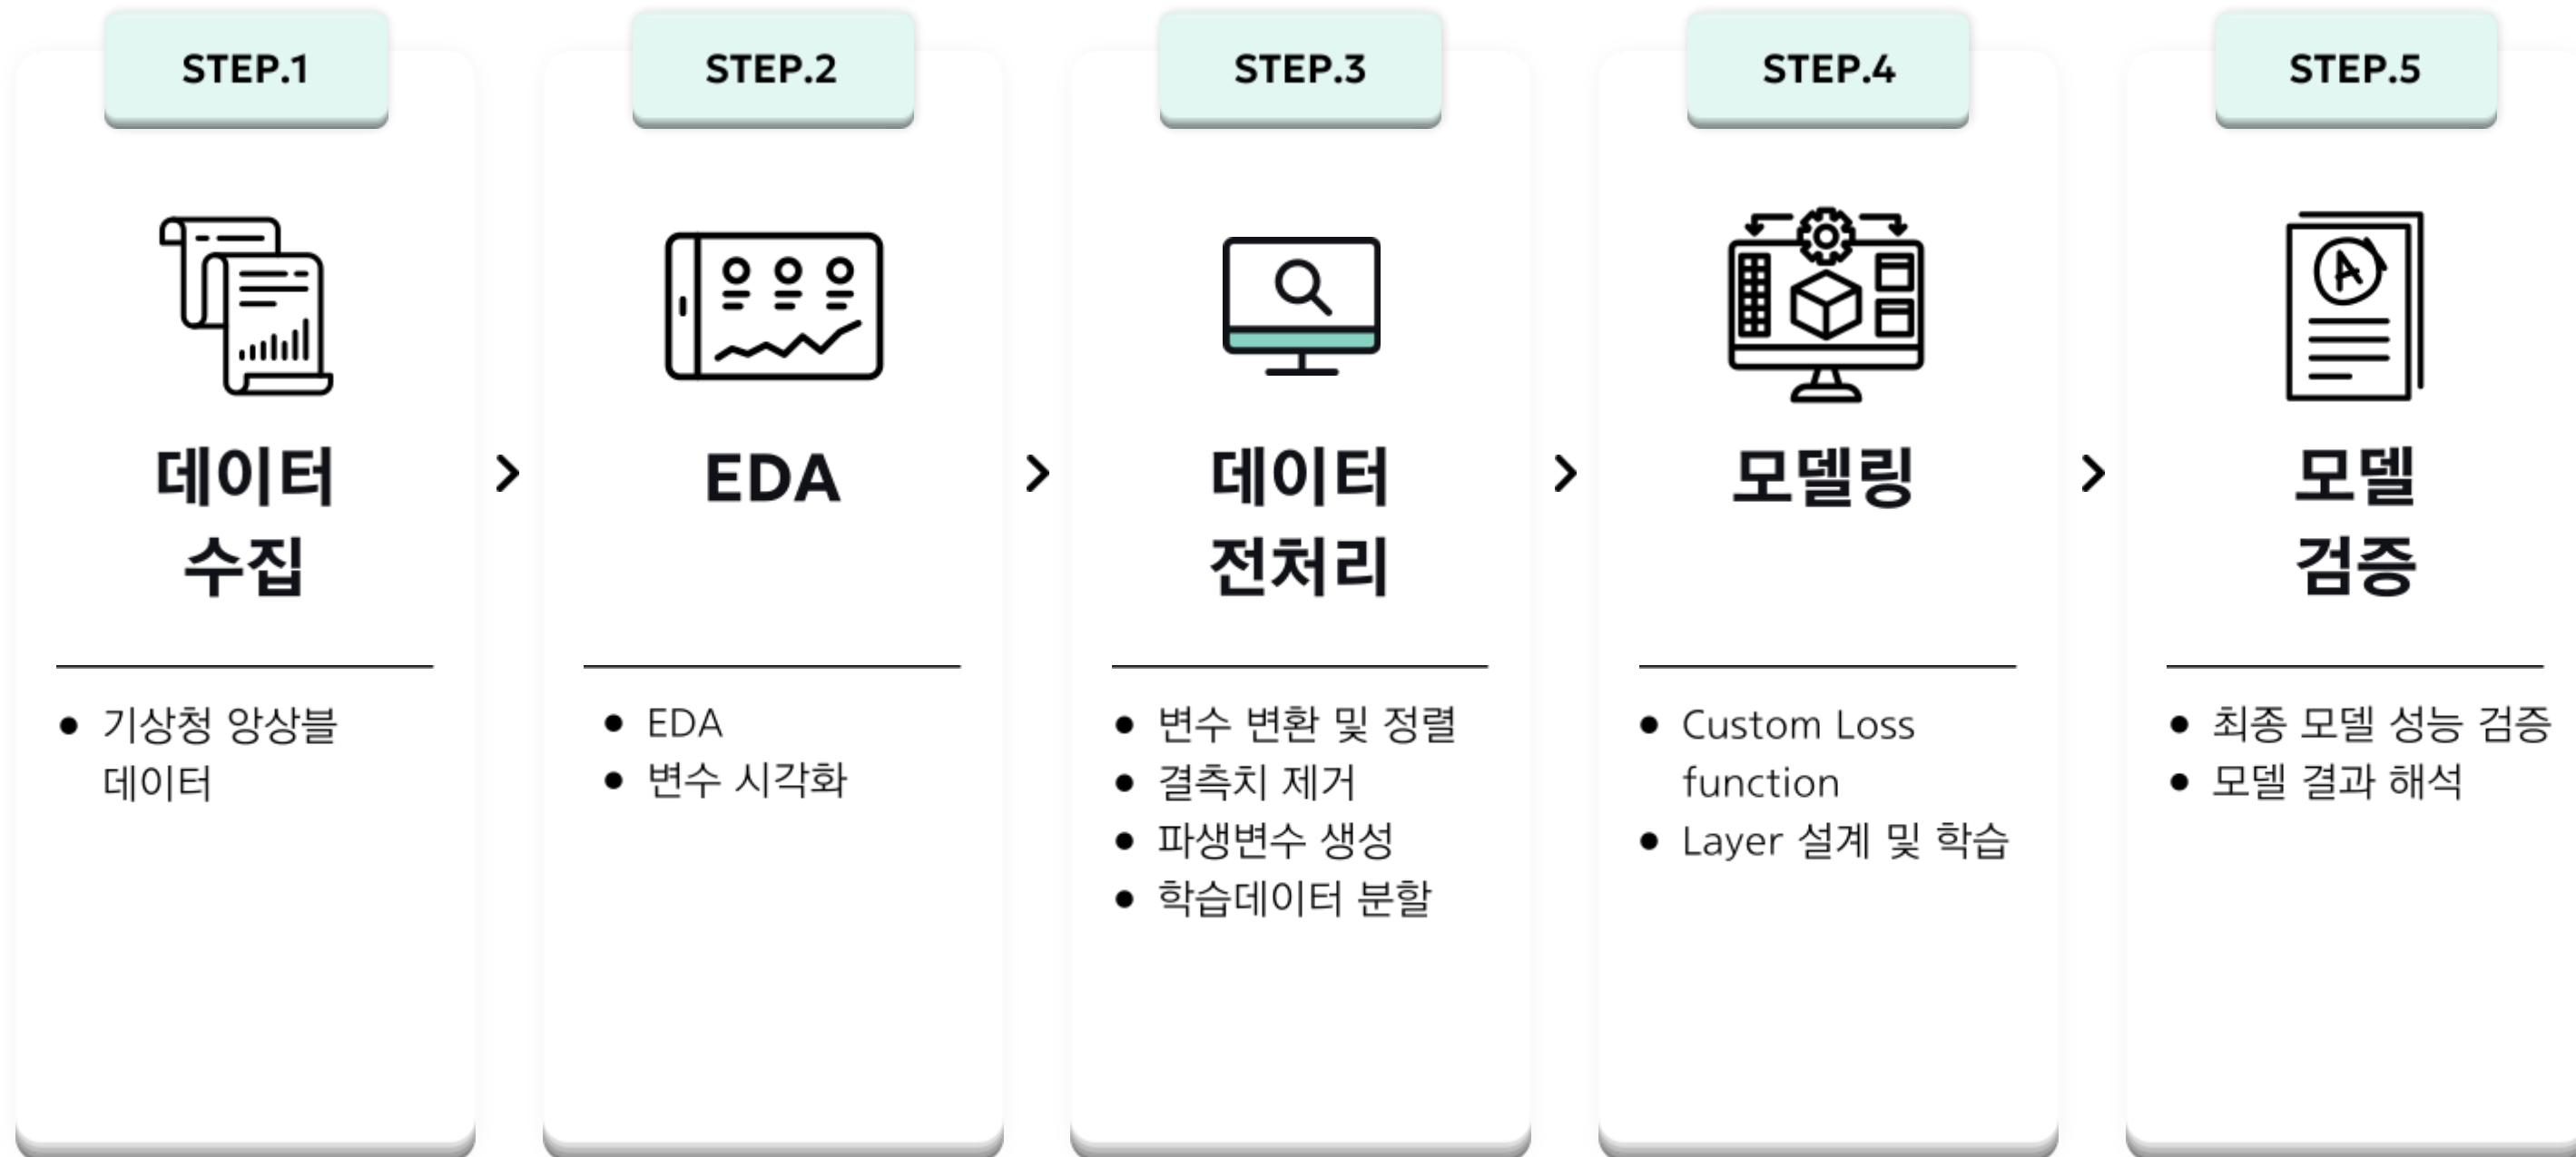 STEP.1
데이터
수집
● 기상청 앙상블
데이터
STEP.2
EDA
● EDA
● 변수 시각화
STEP.3
데이터
전처리
● 변수 변환 및 정렬
● 결측치 제거
● 파생변수 생성
● 학습데이터 분할
STEP.4
모델링
● Custom Loss
function
● Layer 설계 및 학습
STEP.5
A
모델
검증
● 최종 모델 성능 검증
● 모델 결과 해석